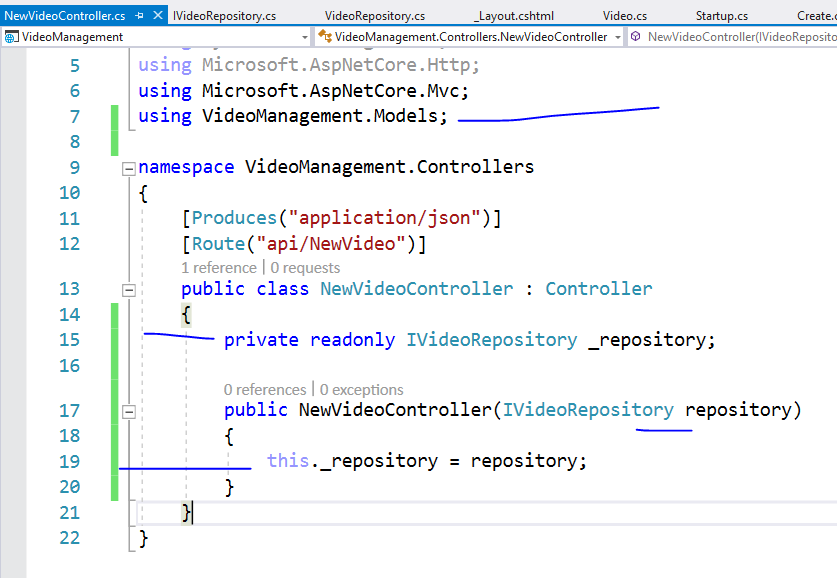 NewVideoController.cs IVideoRepository.cs VideoRepository.cs _Layout.cshtml Video.cs Startup.cs Create.c
VideoManagement VideoManagement.Controllers.NewVideoController NewVideoController(IVideoReposito
5 using Microsoft.AspNetCore.Http;
6 using Microsoft.AspNetCore.Mvc;
7 using VideoManagement.Models;
8
9 namespace VideoManagement.Controllers
10 {
11 [Produces("application/json")]
12 [Route("api/NewVideo")]
1 reference | 0 requests
13 public class NewVideoController : Controller
14 {
15 private readonly IVideoRepository _repository;
16
0 references | 0 exceptions
17 public NewVideoController(IVideoRepository repository)
18 {
19 this._repository = repository;
20 }
21 }
22 }